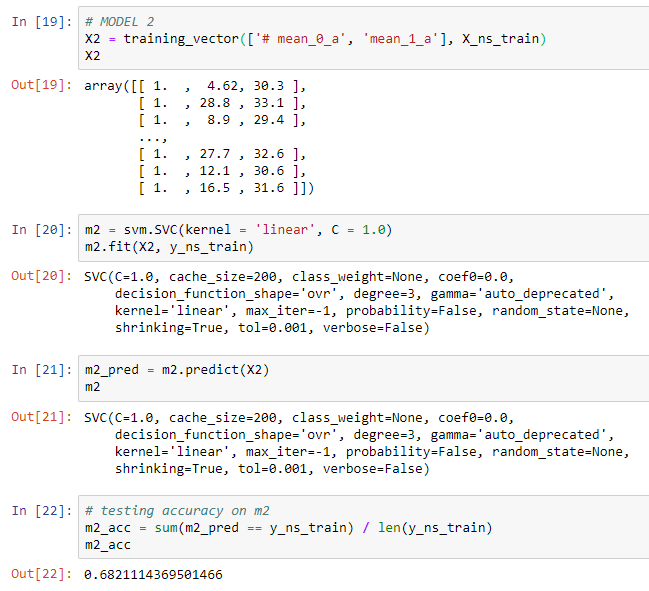 In [19]: # MODEL 2
X2 = training_vector(['# mean_0_a', 'mean_1_a'], X_ns_train)
X2
Out[19]: array([[ 1.  ,  4.62, 30.3 ],
[ 1.  , 28.8 , 33.1 ],
[ 1.  ,  8.9 , 29.4 ],
...,
[ 1.  , 27.7 , 32.6 ],
[ 1.  , 12.1 , 30.6 ],
[ 1.  , 16.5 , 31.6 ]])
In [20]: m2 = svm.SVC(kernel = 'linear', C = 1.0)
m2.fit(X2, y_ns_train)
Out[20]: SVC(C=1.0, cache_size=200, class_weight=None, coef0=0.0,
decision_function_shape='ovr', degree=3, gamma='auto_deprecated',
kernel='linear', max_iter=-1, probability=False, random_state=None,
shrinking=True, tol=0.001, verbose=False)
In [21]: m2_pred = m2.predict(X2)
m2
Out[21]: SVC(C=1.0, cache_size=200, class_weight=None, coef0=0.0,
decision_function_shape='ovr', degree=3, gamma='auto_deprecated',
kernel='linear', max_iter=-1, probability=False, random_state=None,
shrinking=True, tol=0.001, verbose=False)
In [22]: # testing accuracy on m2
m2_acc = sum(m2_pred == y_ns_train) / len(y_ns_train)
m2_acc
Out[22]: 0.6821114369501466